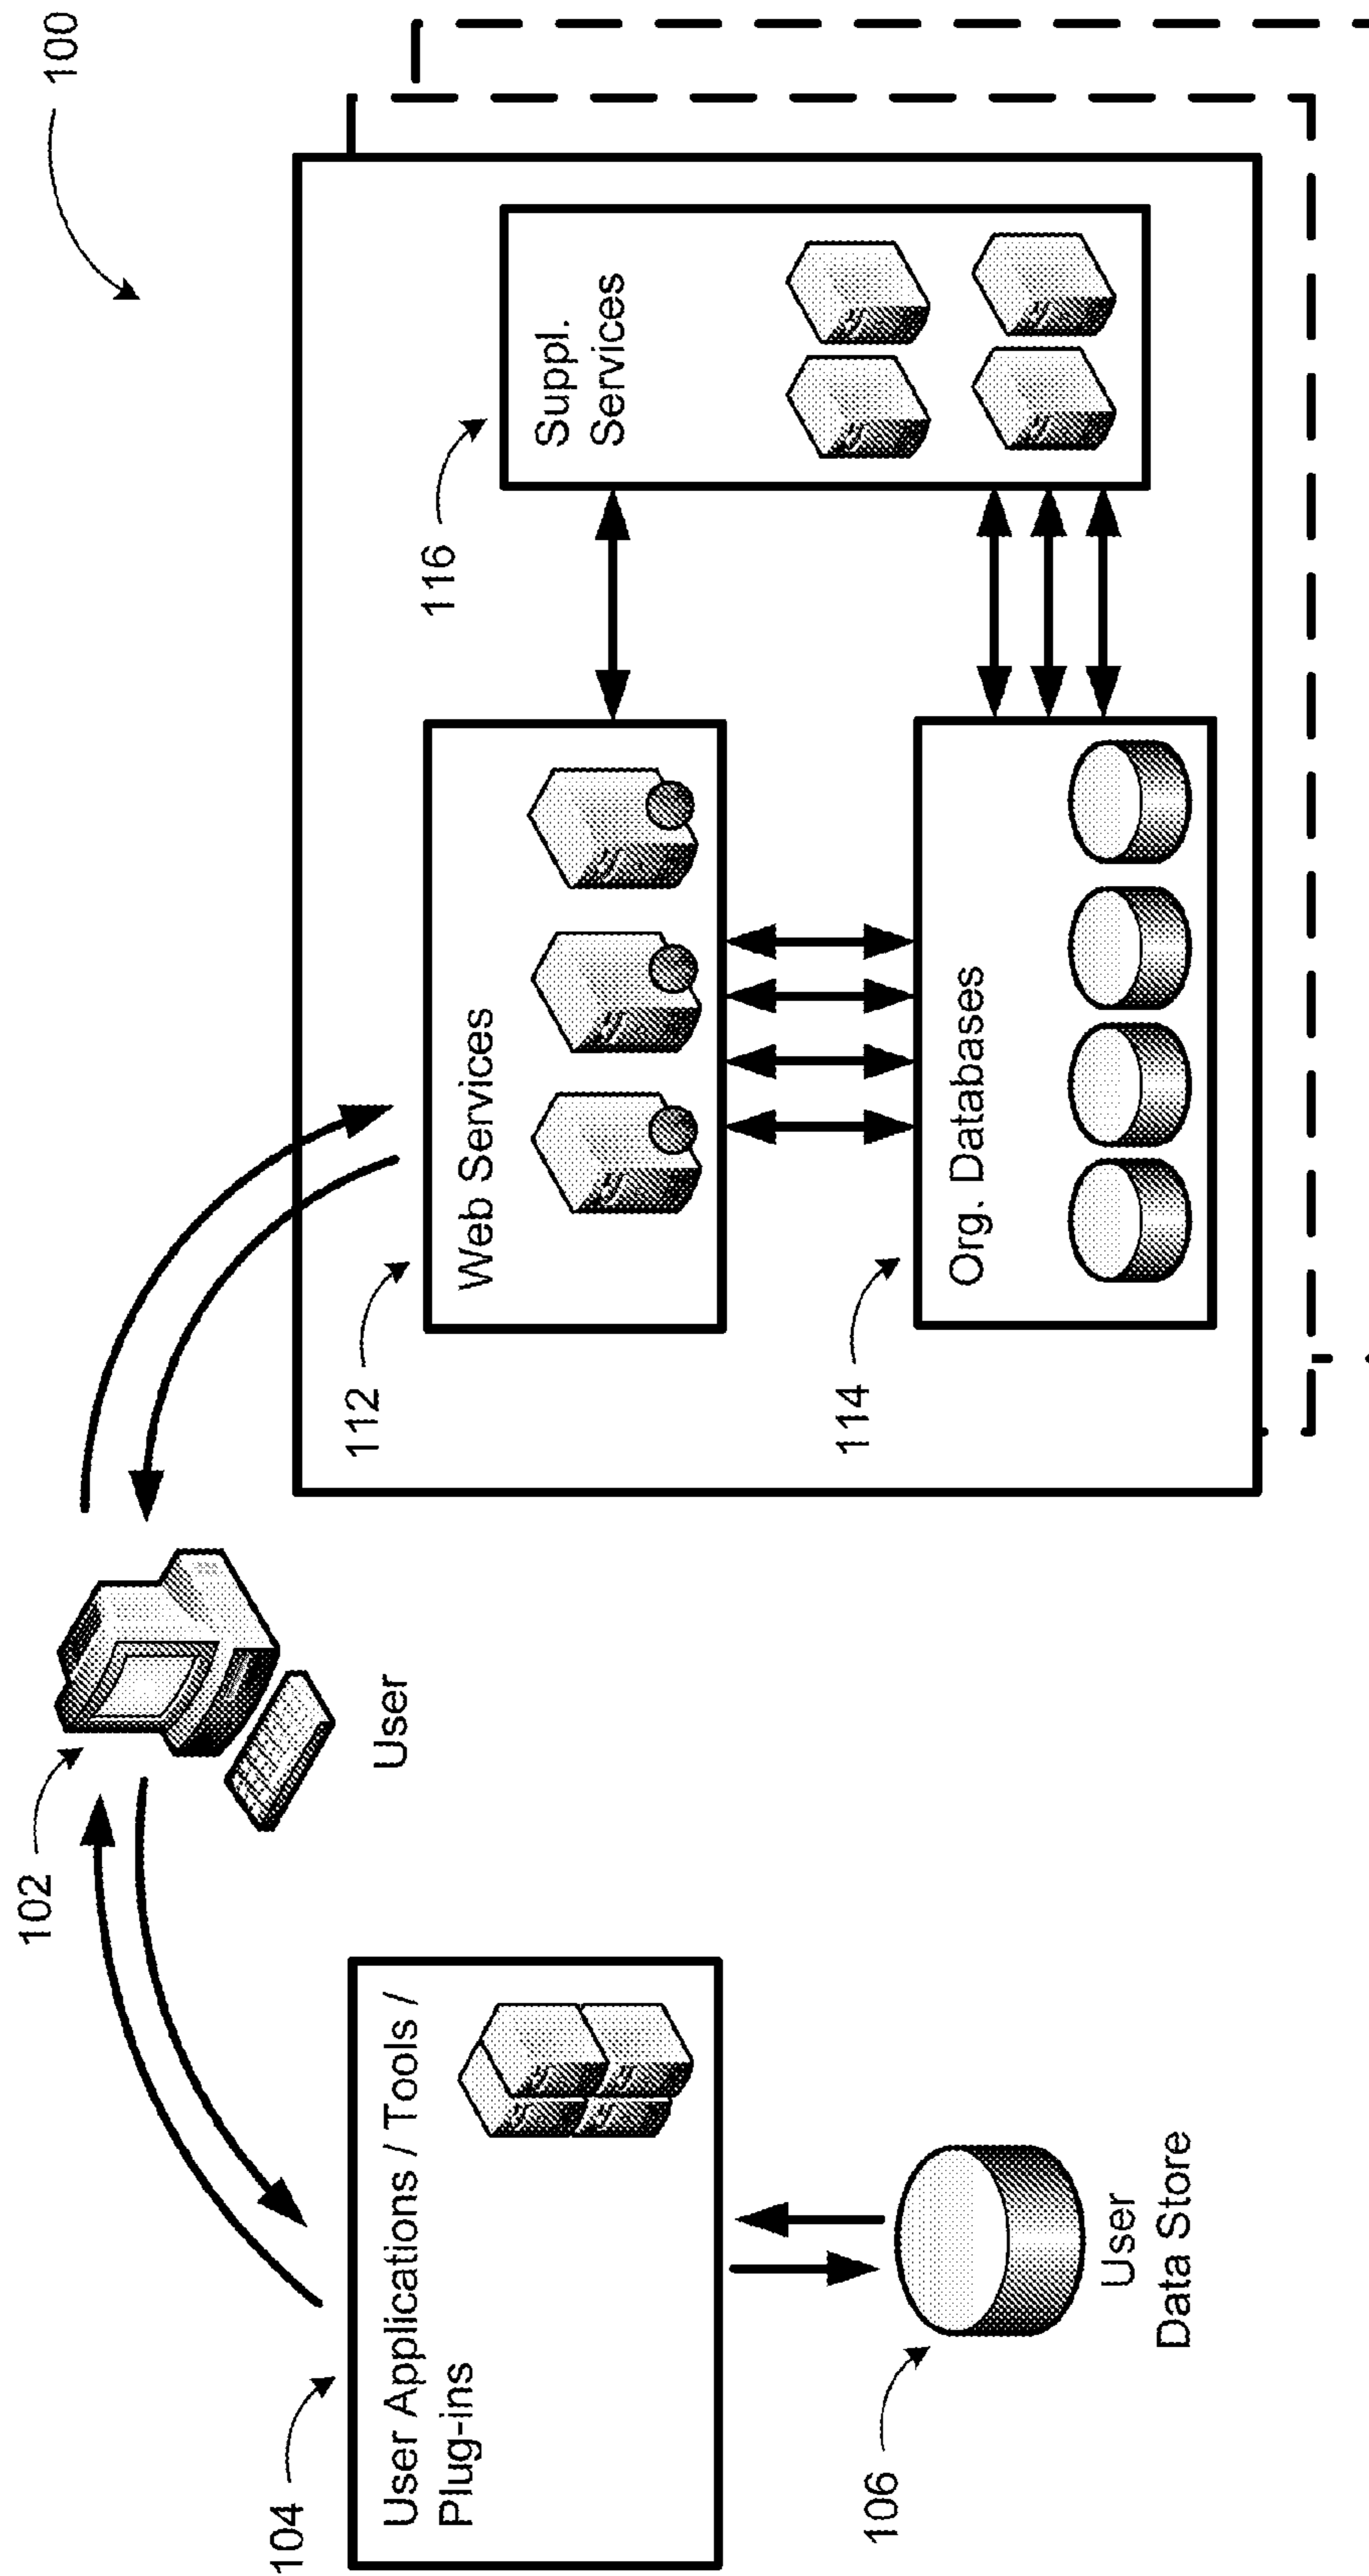 100
102
User
104
User Applications / Tools /
Plug-ins
106
User
Data Store
112
Web Services
114
Org. Databases
116
Suppl.
Services